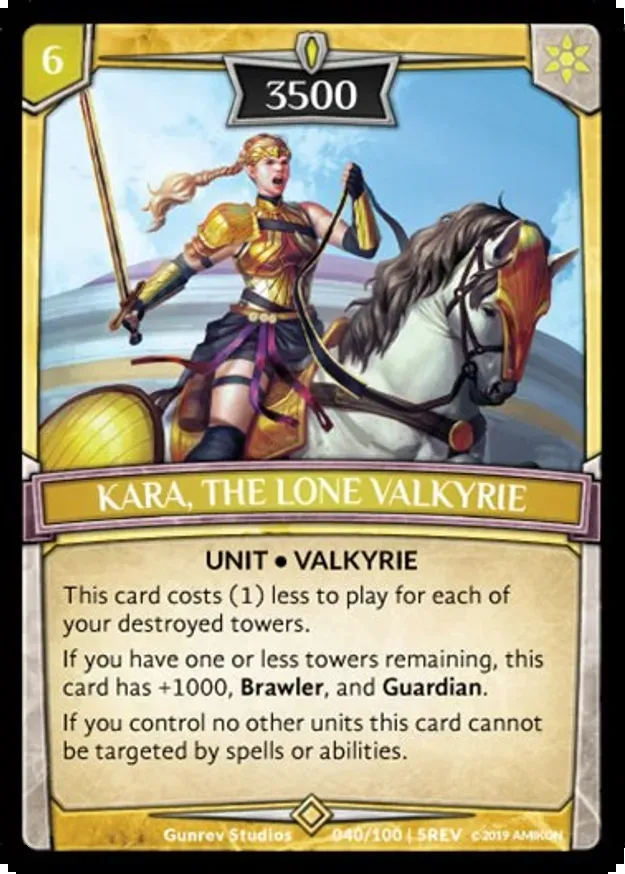 6
3500
KARA, THE LONE VALKYRIE
UNIT • VALKYRIE
This card costs (1) less to play for each of
your destroyed towers.
If you have one or less towers remaining, this
card has +1000, Brawler, and Guardian.
If you control no other units this card cannot
be targeted by spells or abilities.
Gunrev Studios 040/100 | 5REV ©2019 AMIKON